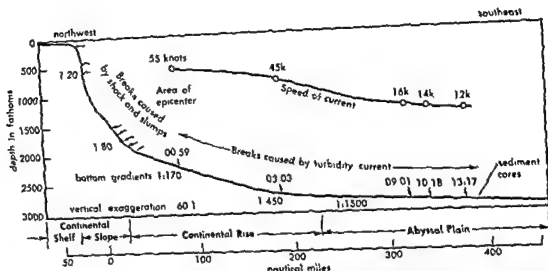 northwest
southeast
0
500
1000
1500
2000
2500
3000
depth in fathoms
1 20
Breaks caused
by shock and slumps
Area of
epicenter
55 knots
45k
16k
14k
12k
Speed of current
1 80
00 59
Breaks caused by turbidity current
bottom gradients
1:170
03 03
09 01
10 18
13:17
sediment
cores
vertical exaggeration
60 1
1 450
1:1500
Continental
Shelf
Slope
Continental Rise
Abyssal Plain
50
0
100
200
300
400
nautical miles